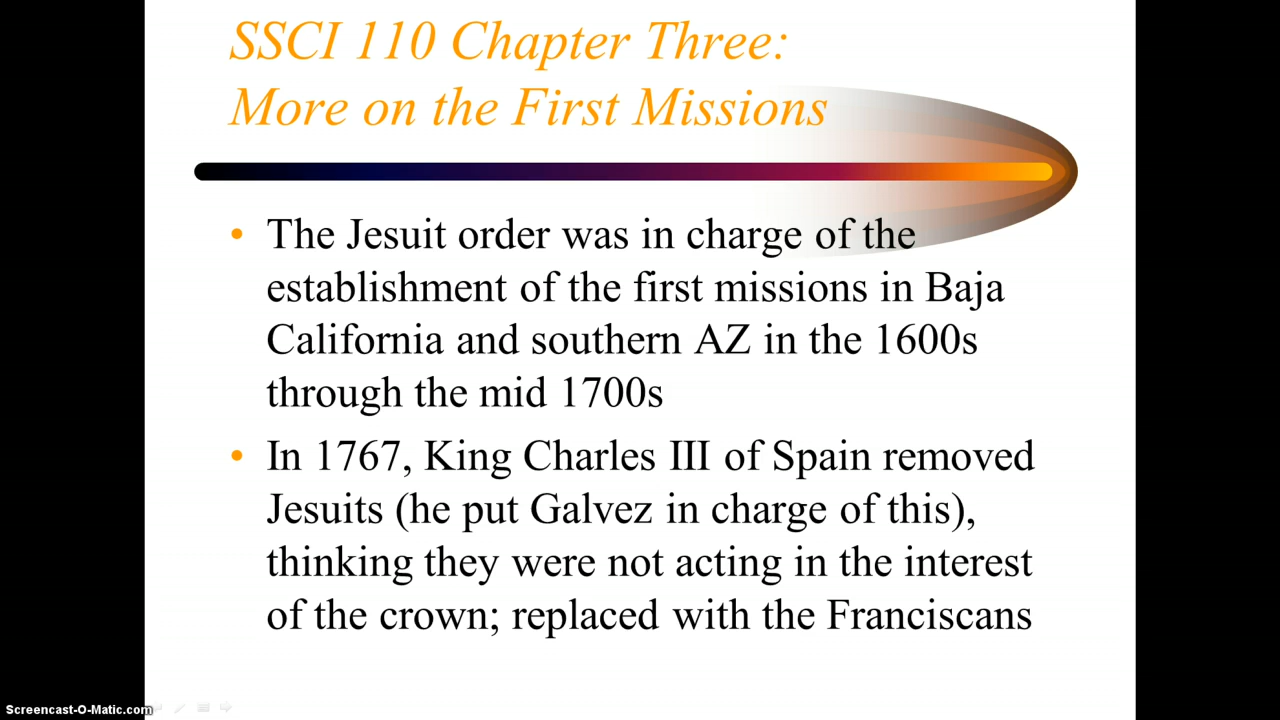 SSCI 110 Chapter Three:
More on the First Missions
• The Jesuit order was in charge of the
establishment of the first missions in Baja
California and southern AZ in the 1600s
through the mid 1700s
• In 1767, King Charles III of Spain removed
Jesuits (he put Galvez in charge of this),
thinking they were not acting in the interest
of the crown; replaced with the Franciscans
Screencast-O-Matic.com